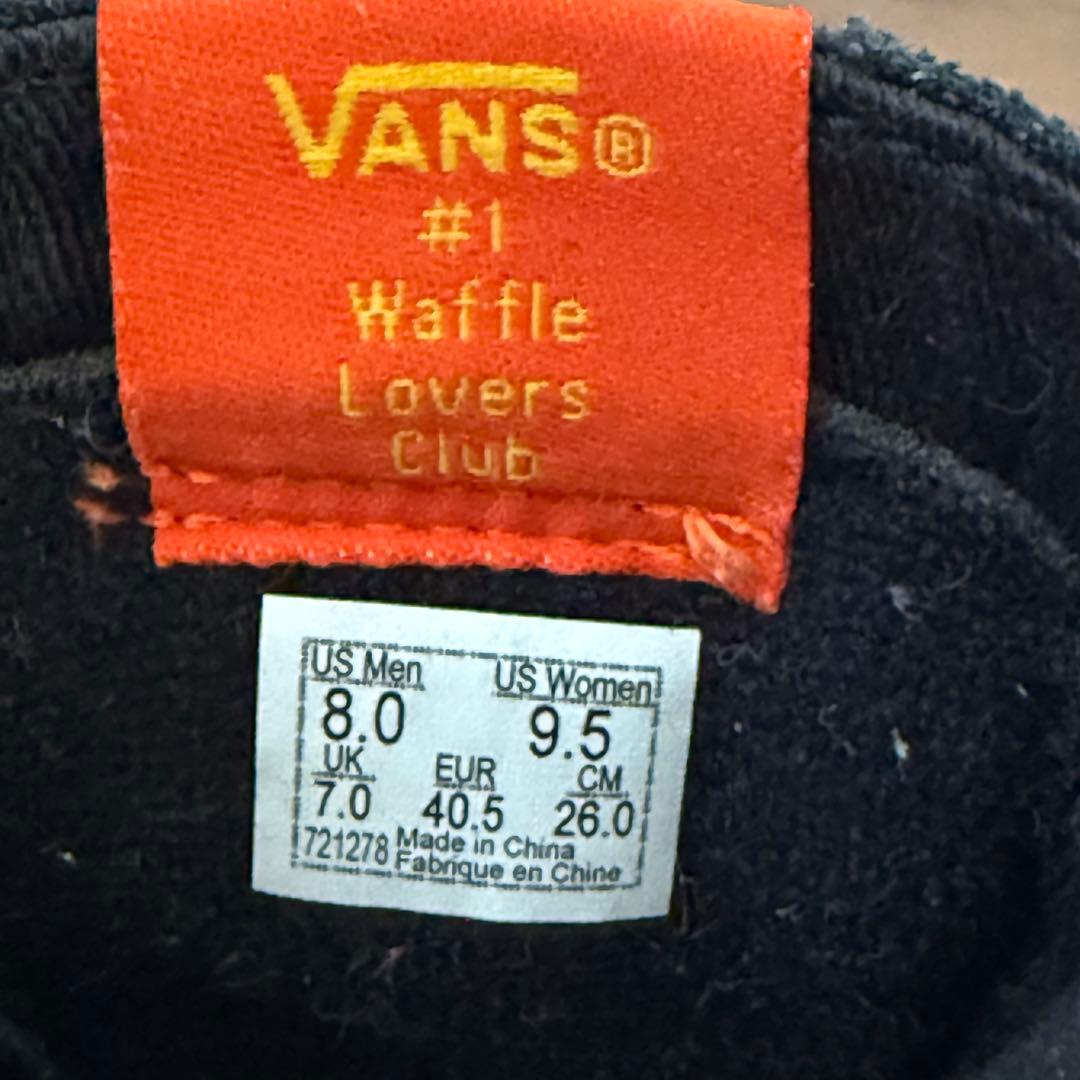 VANS®
#1
Waffle
Lovers
Club
US Men US Women
8.0 9.5
UK EUR CM
7.0 40.5 26.0
721278 Made in China
Fabrique en Chine